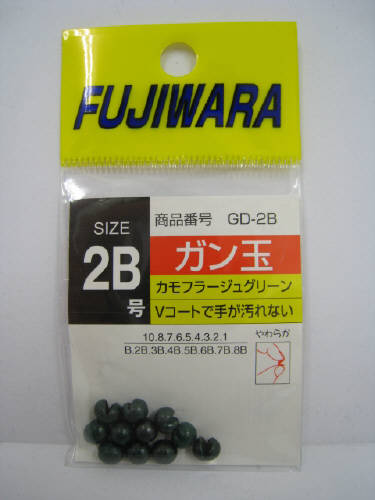 FUJIWARA
SIZE
2B
号
商品番号 GD-2B
ガン玉
カモフラージュグリーン
Vコートで手が汚れない
10.8.7.6.5.4.3.2.1
B.2B.3B.4B.5B.6B.7B.8B
やわらか